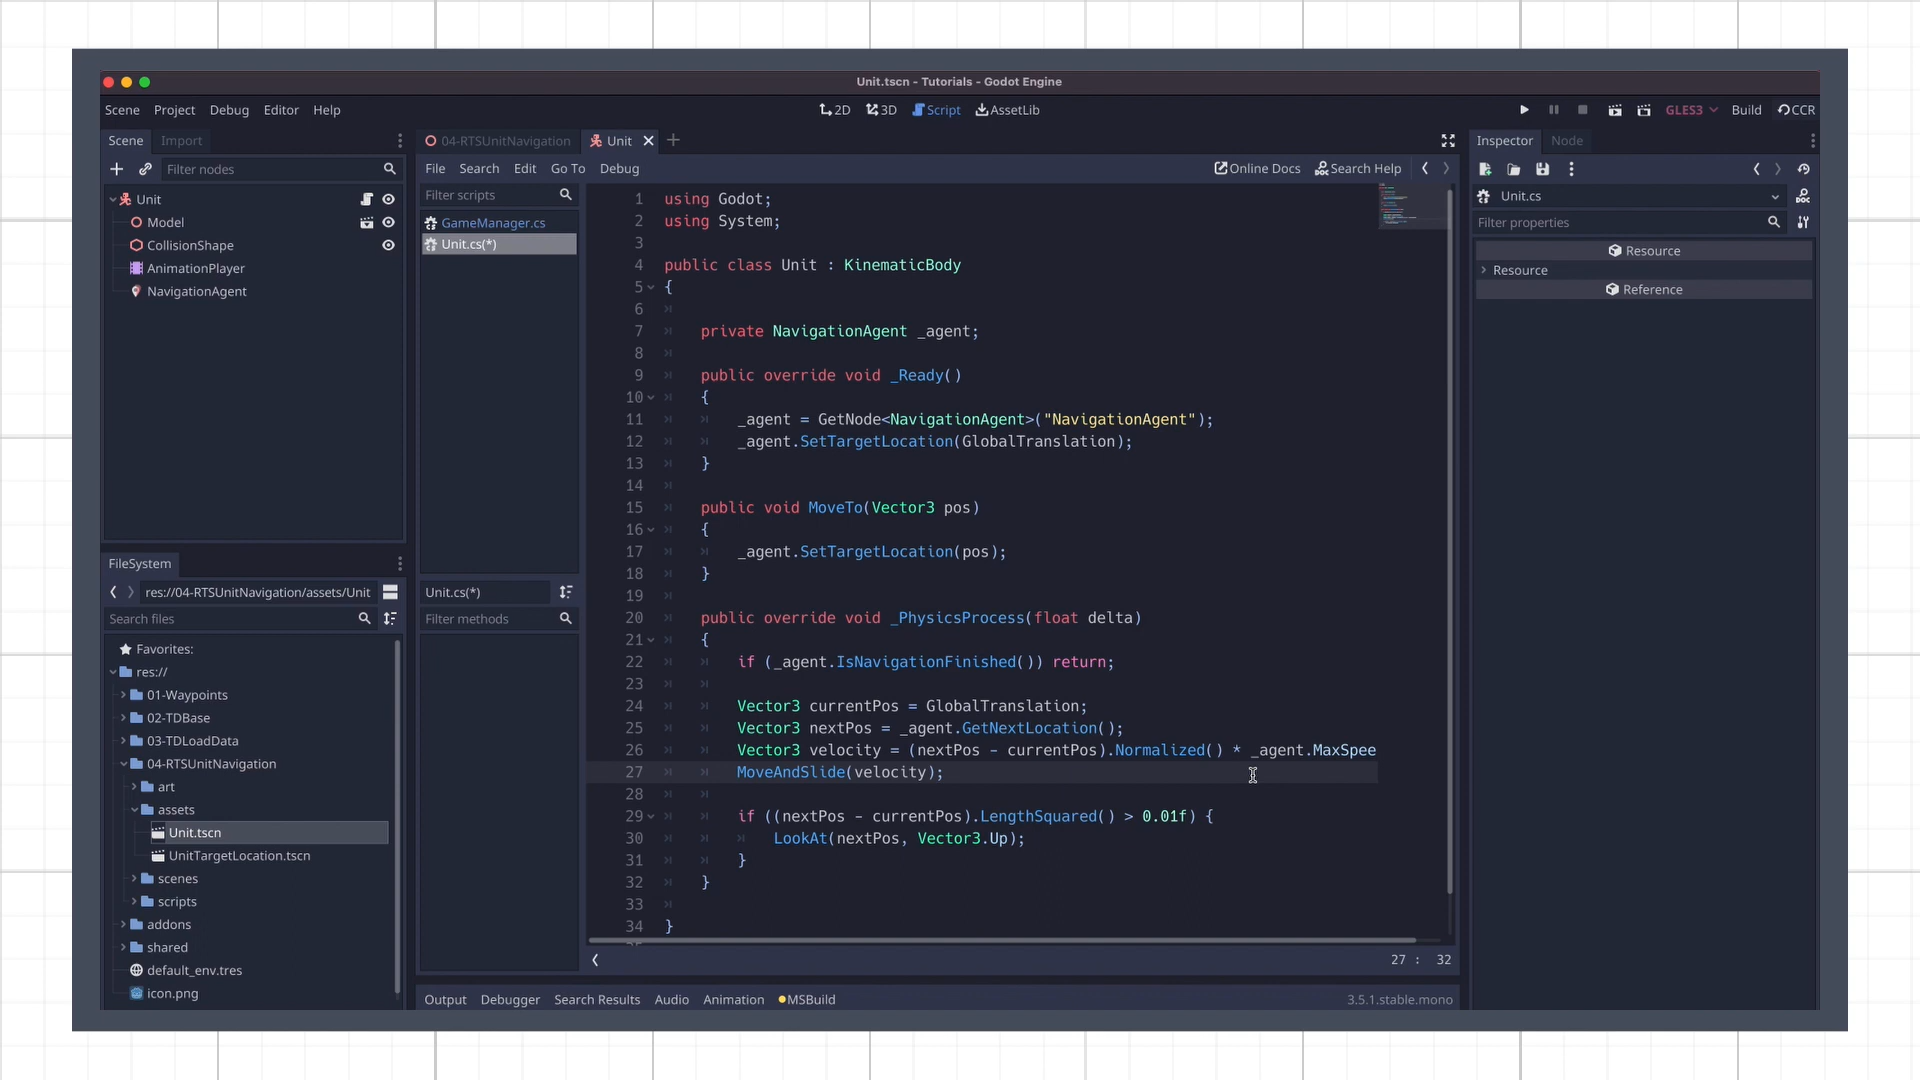 Unit.tscn - Tutorials - Godot Engine
Scene Project Debug Editor Help
2D 3D Script AssetLib
GLES3 Build CCR
Scene Import
Filter nodes
Unit
Model
CollisionShape
AnimationPlayer
NavigationAgent
FileSystem
res://04-RTSUnitNavigation/assets/Unit
Search files
Favorites:
res://
01-Waypoints
02-TDBase
03-TDLoadData
04-RTSUnitNavigation
art
assets
Unit.tscn
UnitTargetLocation.tscn
scenes
scripts
addons
shared
default_env.tres
icon.png
04-RTSUnitNavigation Unit
File Search Edit Go To Debug
Online Docs Search Help
Filter scripts
GameManager.cs
Unit.cs(*)
Unit.cs(*)
Filter methods
1 using Godot;
2 using System;
3
4 public class Unit : KinematicBody
5 {
6
7 private NavigationAgent _agent;
8
9 public override void _Ready()
10 {
11 _agent = GetNode<NavigationAgent>("NavigationAgent");
12 _agent.SetTargetLocation(GlobalTranslation);
13 }
14
15 public void MoveTo(Vector3 pos)
16 {
17 _agent.SetTargetLocation(pos);
18 }
19
20 public override void _PhysicsProcess(float delta)
21 {
22 if (_agent.IsNavigationFinished()) return;
23
24 Vector3 currentPos = GlobalTranslation;
25 Vector3 nextPos = _agent.GetNextLocation();
26 Vector3 velocity = (nextPos - currentPos).Normalized() * _agent.MaxSpee
27 MoveAndSlide(velocity);
28
29 if ((nextPos - currentPos).LengthSquared() > 0.01f) {
30 LookAt(nextPos, Vector3.Up);
31 }
32 }
33
34 }
27 : 32
Output Debugger Search Results Audio Animation MSBuild
3.5.1.stable.mono
Inspector Node
Unit.cs
Filter properties
Resource
Resource
Reference